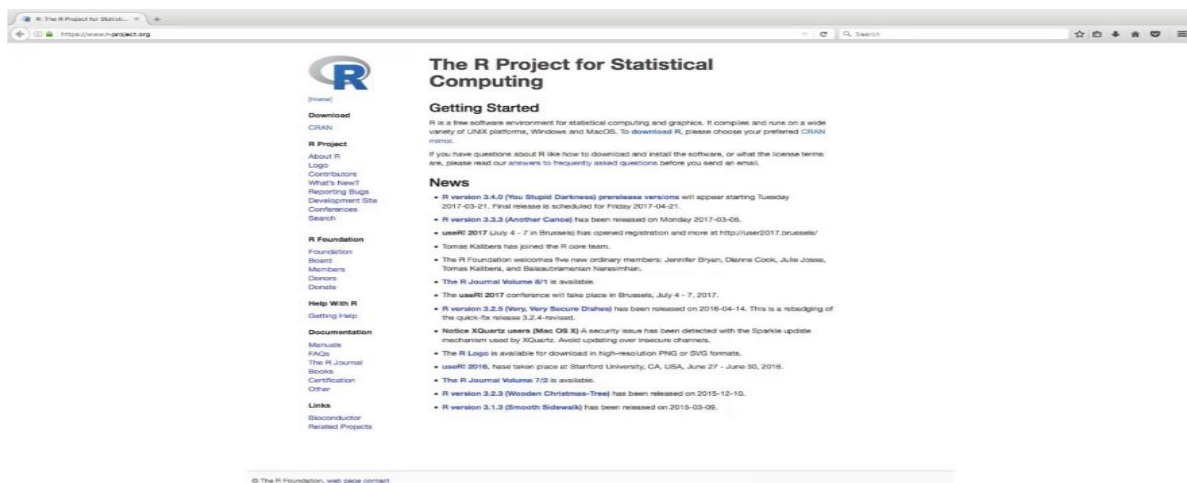 R: The R Project for Statisti...
https://www.r-project.org
Search
R
[Home]
Download
CRAN
R Project
About R
Logo
Contributors
What's New?
Reporting Bugs
Development Site
Conferences
Search
R Foundation
Foundation
Board
Members
Donors
Donate
Help With R
Getting Help
Documentation
Manuals
FAQs
The R Journal
Books
Certification
Other
Links
Bioconductor
Related Projects
The R Project for Statistical
Computing
Getting Started
R is a free software environment for statistical computing and graphics. It compiles and runs on a wide
variety of UNIX platforms, Windows and MacOS. To download R, please choose your preferred CRAN
mirror.
If you have questions about R like how to download and install the software, or what the license terms
are, please read our answers to frequently asked questions before you send an email.
News
• R version 3.4.0 (You Stupid Darkness) prerelease versions will appear starting Tuesday
2017-03-21. Final release is scheduled for Friday 2017-04-21.
• R version 3.3.3 (Another Canoe) has been released on Monday 2017-03-06.
• useR! 2017 (July 4 - 7 in Brussels) has opened registration and more at http://user2017.brussels/
• Tomas Kalibera has joined the R core team.
• The R Foundation welcomes five new ordinary members: Jennifer Bryan, Dianne Cook, Julie Josse,
Tomas Kalibera, and Balasubramanian Narasimhan.
• The R Journal Volume 8/1 is available.
• The useR! 2017 conference will take place in Brussels, July 4 - 7, 2017.
• R version 3.2.5 (Very, Very Secure Dishes) has been released on 2016-04-14. This is a rebadging of
the quick-fix release 3.2.4-revised.
• Notice XQuartz users (Mac OS X) A security issue has been detected with the Sparkle update
mechanism used by XQuartz. Avoid updating over insecure channels.
• The R Logo is available for download in high-resolution PNG or SVG formats.
• useR! 2016, hase taken place at Stanford University, CA, USA, June 27 - June 30, 2016.
• The R Journal Volume 7/2 is available.
• R version 3.2.3 (Wooden Christmas-Tree) has been released on 2015-12-10.
• R version 3.1.3 (Smooth Sidewalk) has been released on 2015-03-09.
© The R Foundation, web page contact